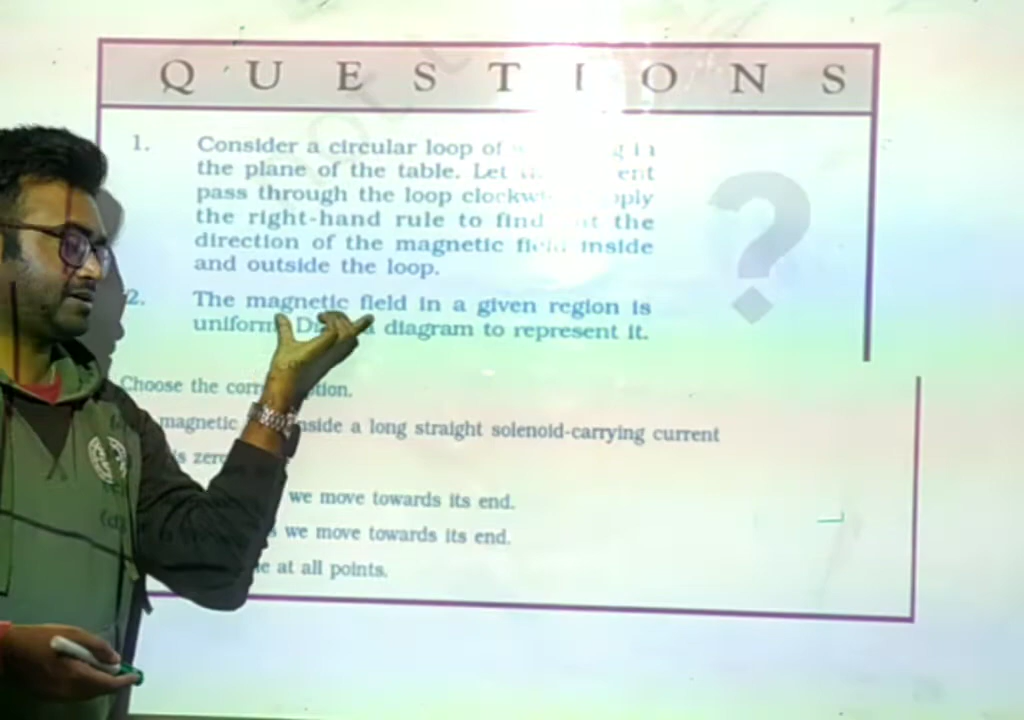 QUESTIONS
1. Consider a circular loop of
the plane of the table. Let
pass through the loop
the right-hand rule to find the
direction of the magnetic inside
and outside the loop.
2. The magnetic field in a given region is
diagram to represent it.
Choose the
magnetic a long straight solenoid-carrying current
we move towards its end.
we move towards its end.
at all points.